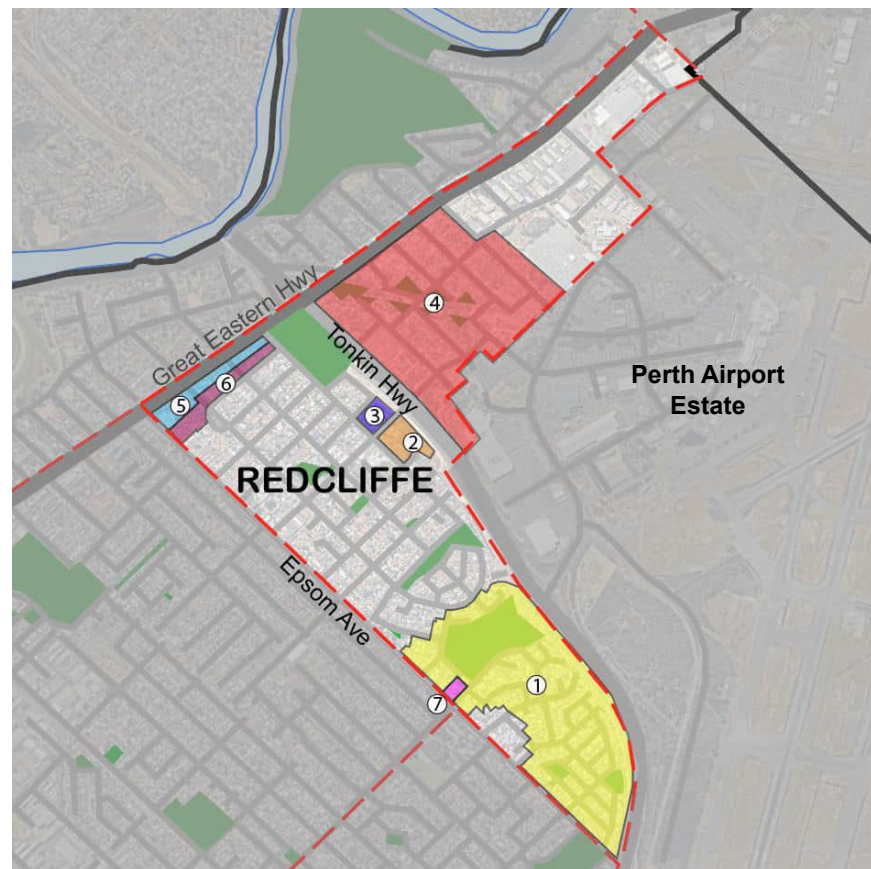 Great Eastern Hwy
Tonkin Hwy
4
Perth Airport
Estate
6
5
3
2
REDCLIFFE
Epsom Ave
1
7